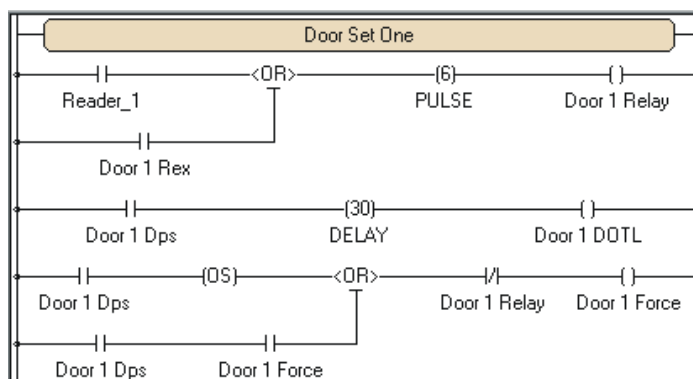 Door Set One
<OR> (6) ( )
Reader_1 PULSE Door 1 Relay
Door 1 Rex
(30) ( )
Door 1 Dps DELAY Door 1 DOTL
(OS) <OR> /  ( )
Door 1 Dps Door 1 Relay Door 1 Force
Door 1 Dps Door 1 Force